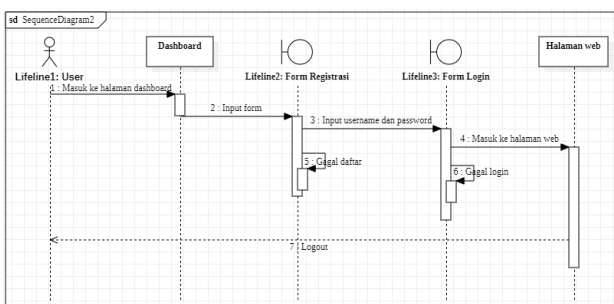 sd SequenceDiagram2
Dashboard
Halaman web
Lifeline1: User
Lifeline2: Form Registrasi
Lifeline3: Form Login
1 : Masuk ke halaman dashboard
2 : Input form
3 : Input username dan password
4 : Masuk ke halaman web
5 : Gagal daftar
6 : Gagal login
7 : Logout